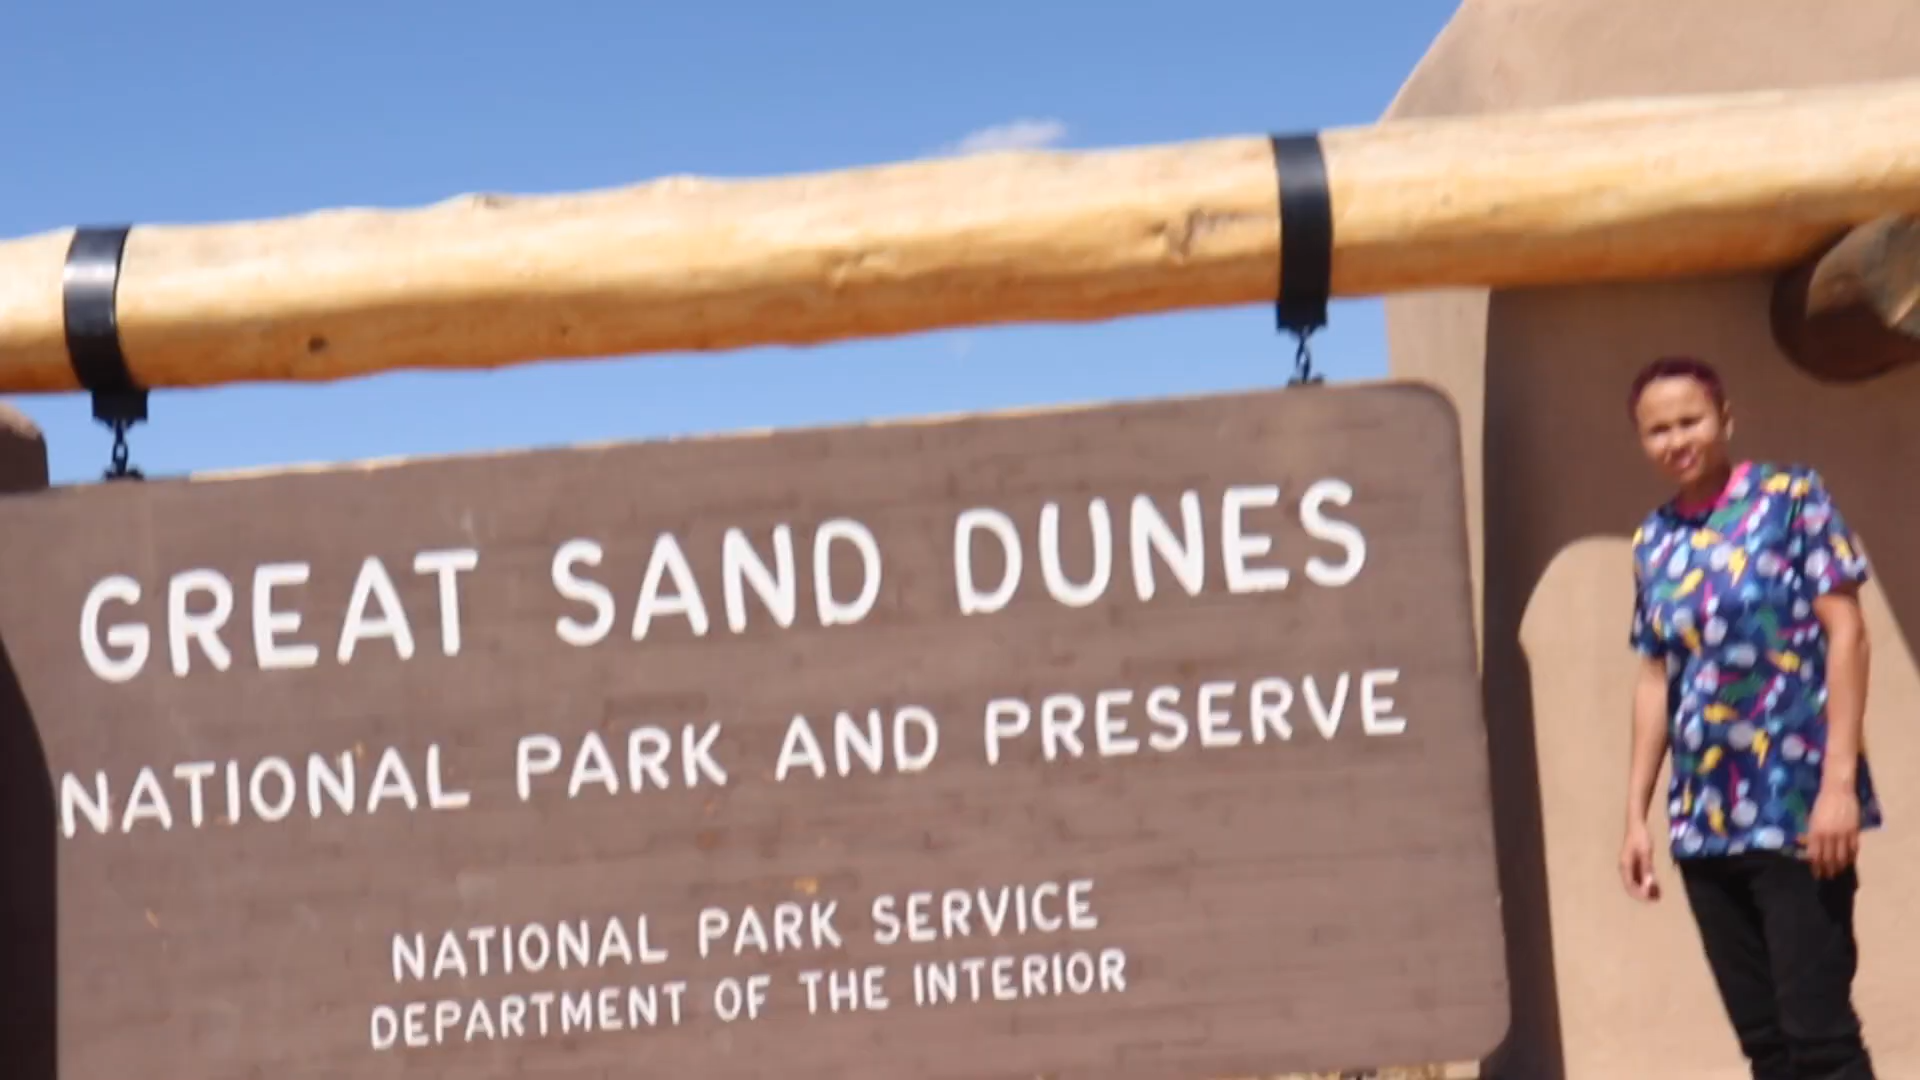 GREAT SAND DUNES
NATIONAL PARK AND PRESERVE
NATIONAL PARK SERVICE
DEPARTMENT OF THE INTERIOR